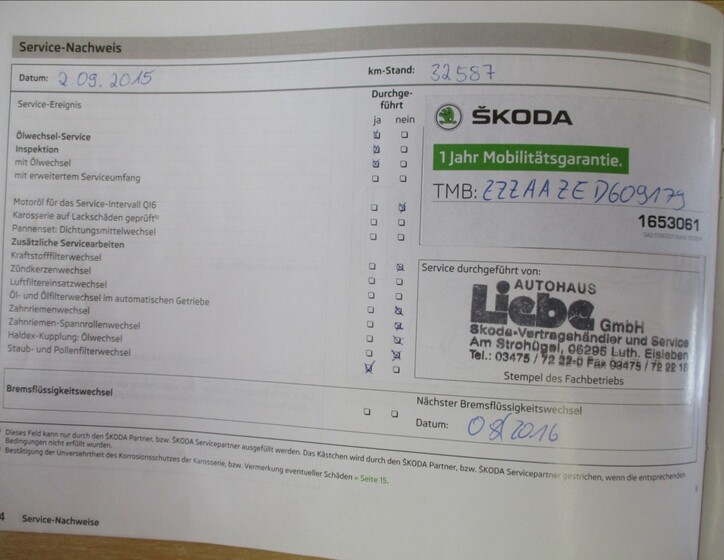 Service-Nachweis
Datum: 2.09.2015
km-Stand: 32587
Service-Ereignis
Durchge-
führt
ja nein
Ölwechsel-Service
Inspektion
mit Ölwechsel
mit erweitertem Serviceumfang
Motoröl für das Service-Intervall QI6
Karosserie auf Lackschäden geprüft
Pannenset: Dichtungsmittelwechsel
Zusätzliche Servicearbeiten
Kraftstofffilterwechsel
Zündkerzenwechsel
Luftfiltereinsatzwechsel
Öl- und Ölfilterwechsel im automatischen Getriebe
Zahnriemenwechsel
Zahnriemen-Spannrollenwechsel
Haldex-Kupplung: Ölwechsel
Staub- und Pollenfilterwechsel
ŠKODA
1 Jahr Mobilitätsgarantie.
TMB: ZZZAAZED609179
1653061
Service durchgeführt von:
AUTOHAUS
Liebe GmbH
Skoda-Vertragshändler und Service
Am Strohügel, 06295 Luth. Eisleben
Tel.: 03475 / 72 22-0 Fax 03475 / 72 22 18
Stempel des Fachbetriebs
Bremsflüssigkeitswechsel
Nächster Bremsflüssigkeitswechsel
Datum: 08/2016
Dieses Feld kann nur durch den ŠKODA Partner, bzw. ŠKODA Servicepartner ausgefüllt werden. Das Kästchen wird durch den ŠKODA Partner, bzw. ŠKODA Servicepartner gestrichen, wenn die entsprechenden
Bedingungen nicht erfüllt wurden.
Bestätigung der Unversehrtheit des Korrosionsschutzes der Karosserie, bzw. Vermerkung eventueller Schäden » Seite 15.
4 Service-Nachweise